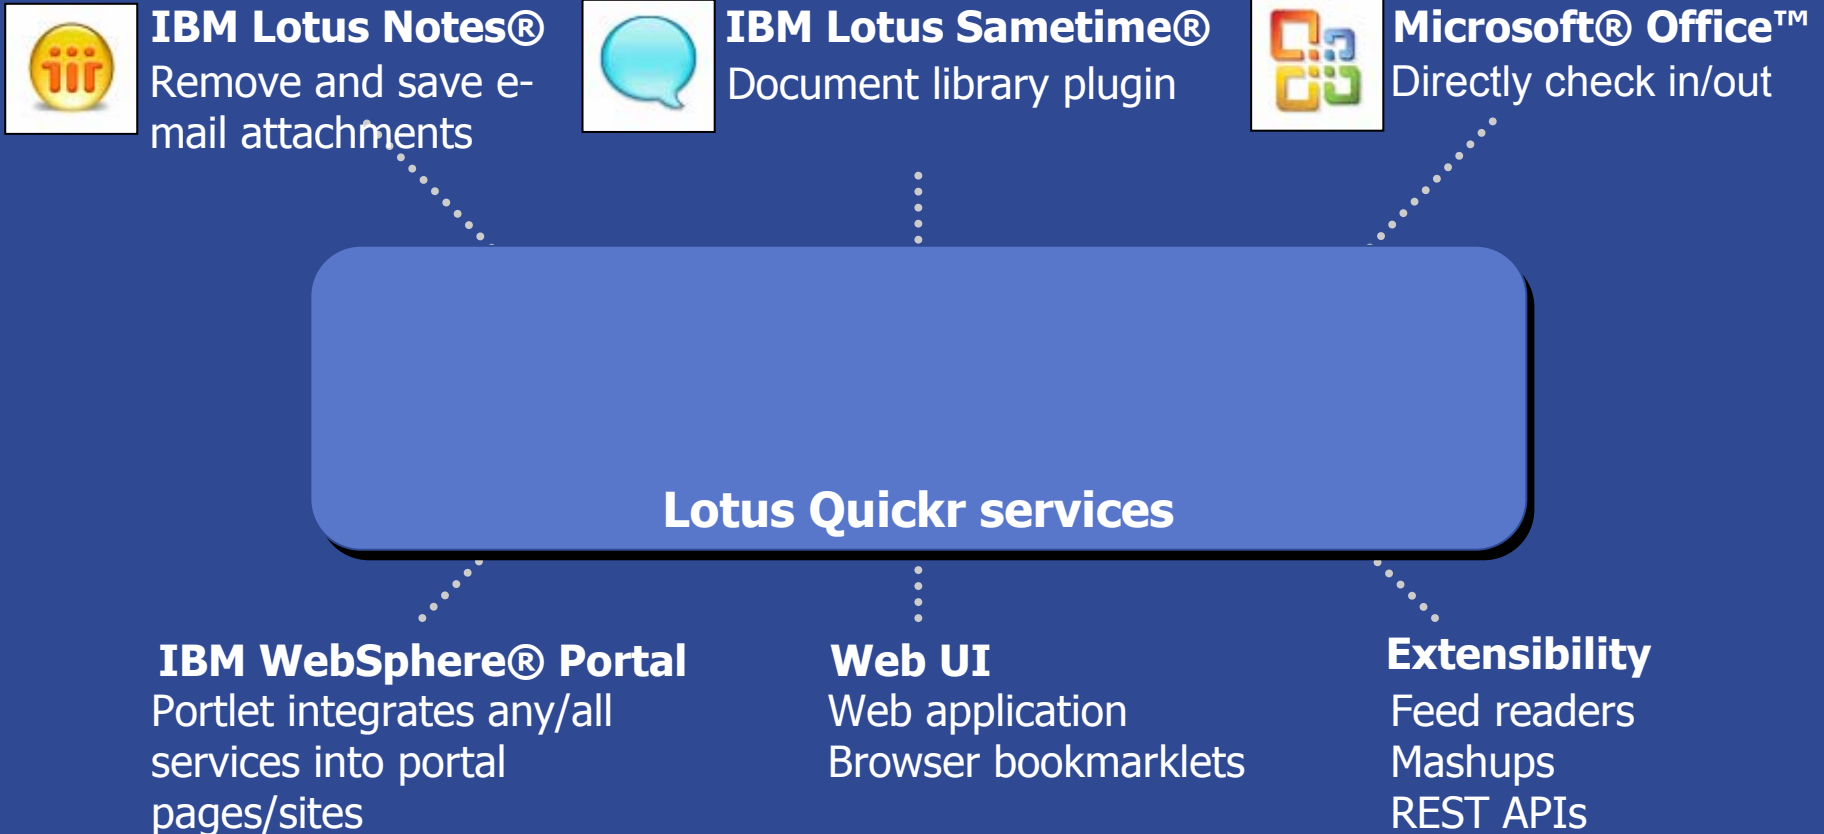 IBM Lotus Notes®
Remove and save e-
mail attachments
IBM Lotus Sametime®
Document library plugin
Microsoft® Office™
Directly check in/out
Lotus Quickr services
IBM WebSphere® Portal
Portlet integrates any/all
services into portal
pages/sites
Web UI
Web application
Browser bookmarklets
Extensibility
Feed readers
Mashups
REST APIs